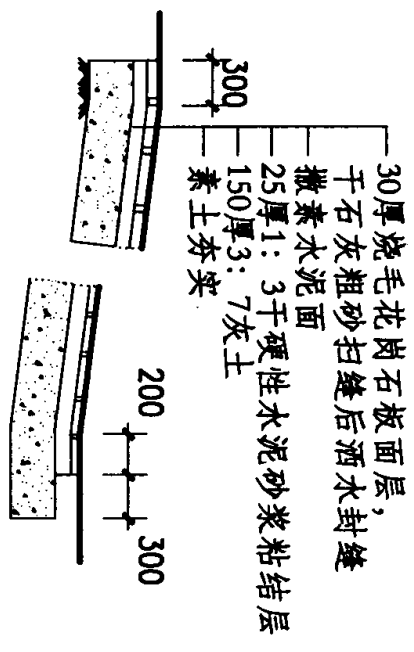 30厚烧毛花岗石板面层，
干石灰粗砂扫缝后洒水封缝
撒素水泥面
25厚1：3干硬性水泥砂浆粘结层
150厚3：7灰土
素土夯实
300
200
300